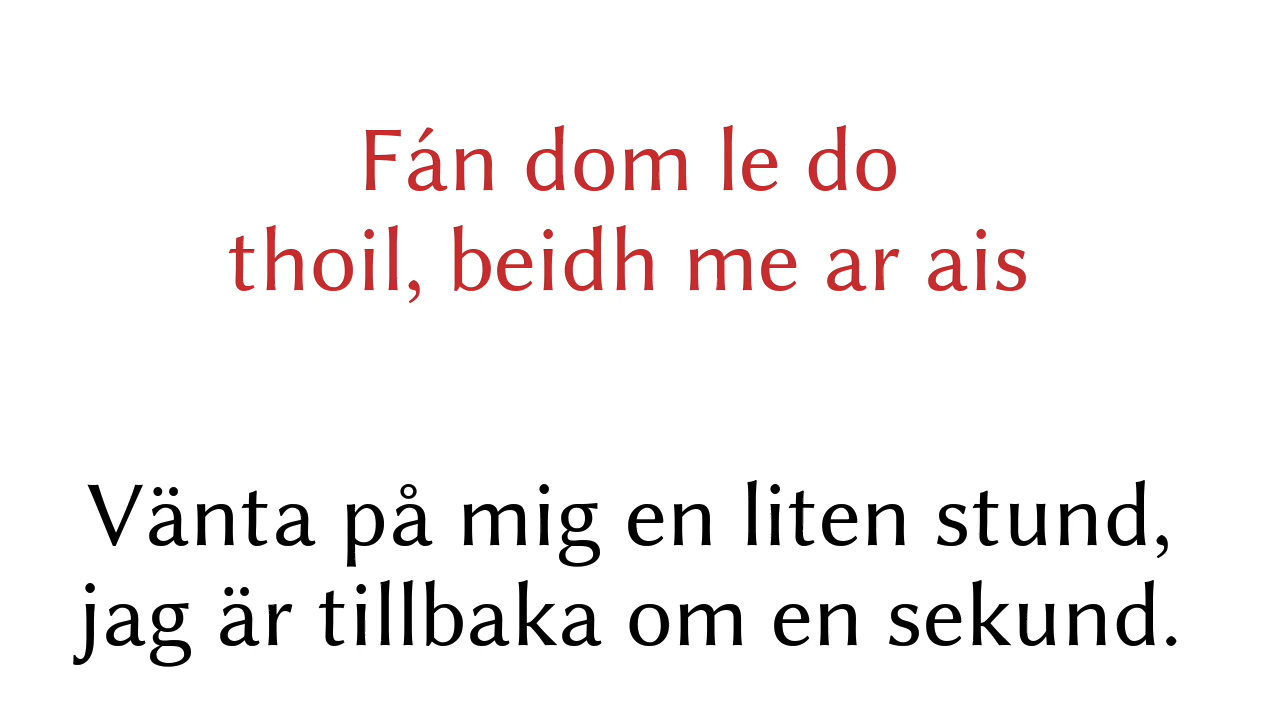 Fán dom le do
thoil, beidh me ar ais
Vänta på mig en liten stund,
jag är tillbaka om en sekund.